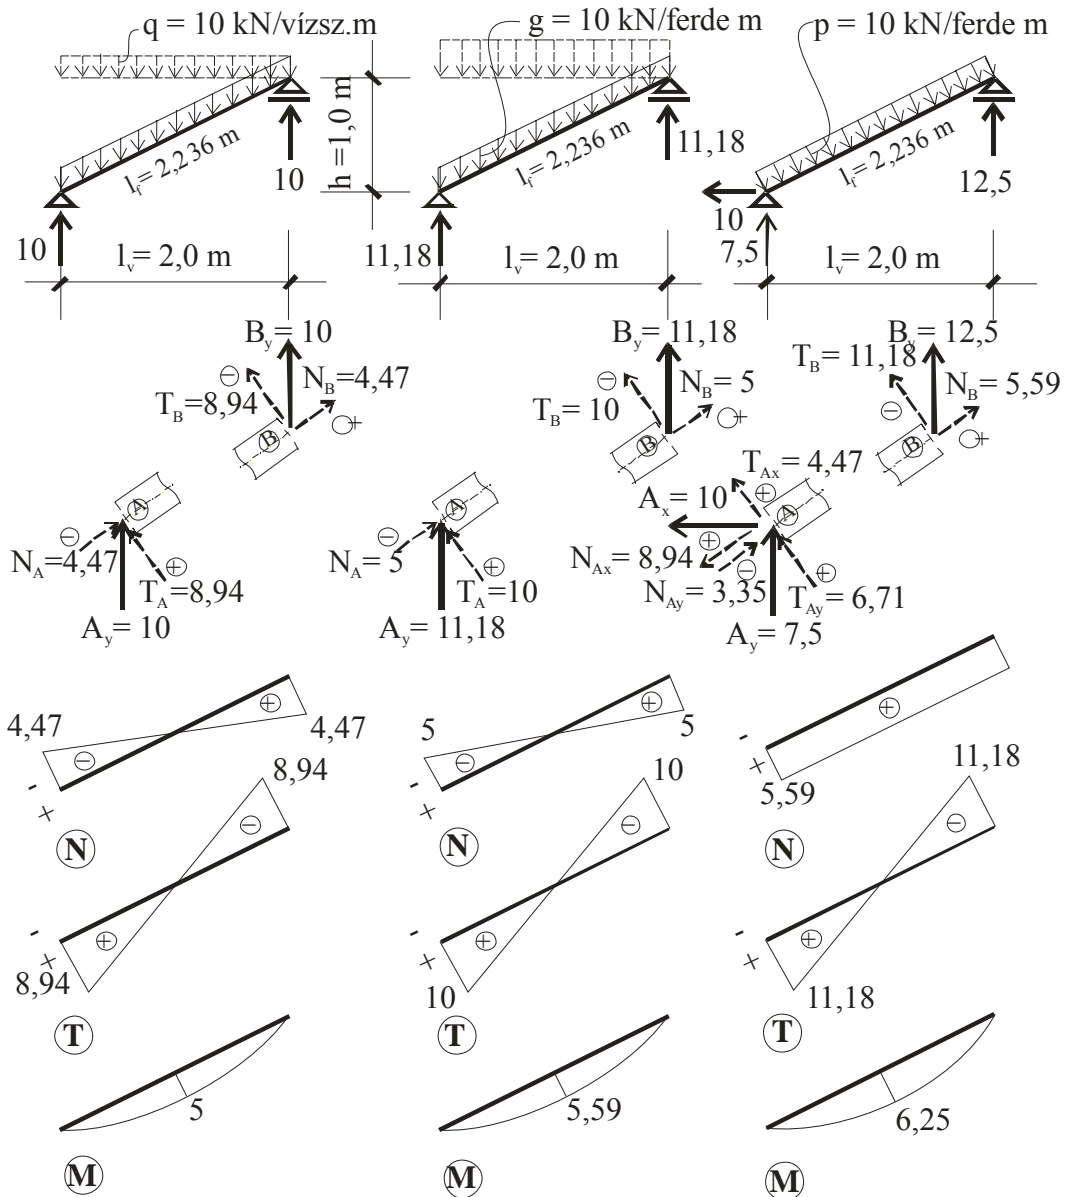 q = 10 kN/vízsz.m
g = 10 kN/ferde m
p = 10 kN/ferde m
h =1,0 m
l_f= 2,236 m
l_f= 2,236 m
l_f= 2,236 m
10
11,18
12,5
10
10
11,18
7,5
l_v= 2,0 m
l_v= 2,0 m
l_v= 2,0 m
B_y= 10
B_y= 11,18
B_y= 12,5
N_B=4,47
T_B=8,94
N_B= 5
T_B= 10
T_B= 11,18
N_B= 5,59
B
B
B
A
A
A
N_A=4,47
T_A=8,94
A_y= 10
N_A= 5
T_A=10
A_y= 11,18
T_Ax= 4,47
A_x= 10
N_Ax= 8,94
N_Ay= 3,35
T_Ay= 6,71
A_y= 7,5
4,47
4,47
5
5
5,59
- +
- +
- +
N
N
N
8,94
10
11,18
8,94
10
11,18
- +
- +
- +
T
T
T
5
5,59
6,25
M
M
M